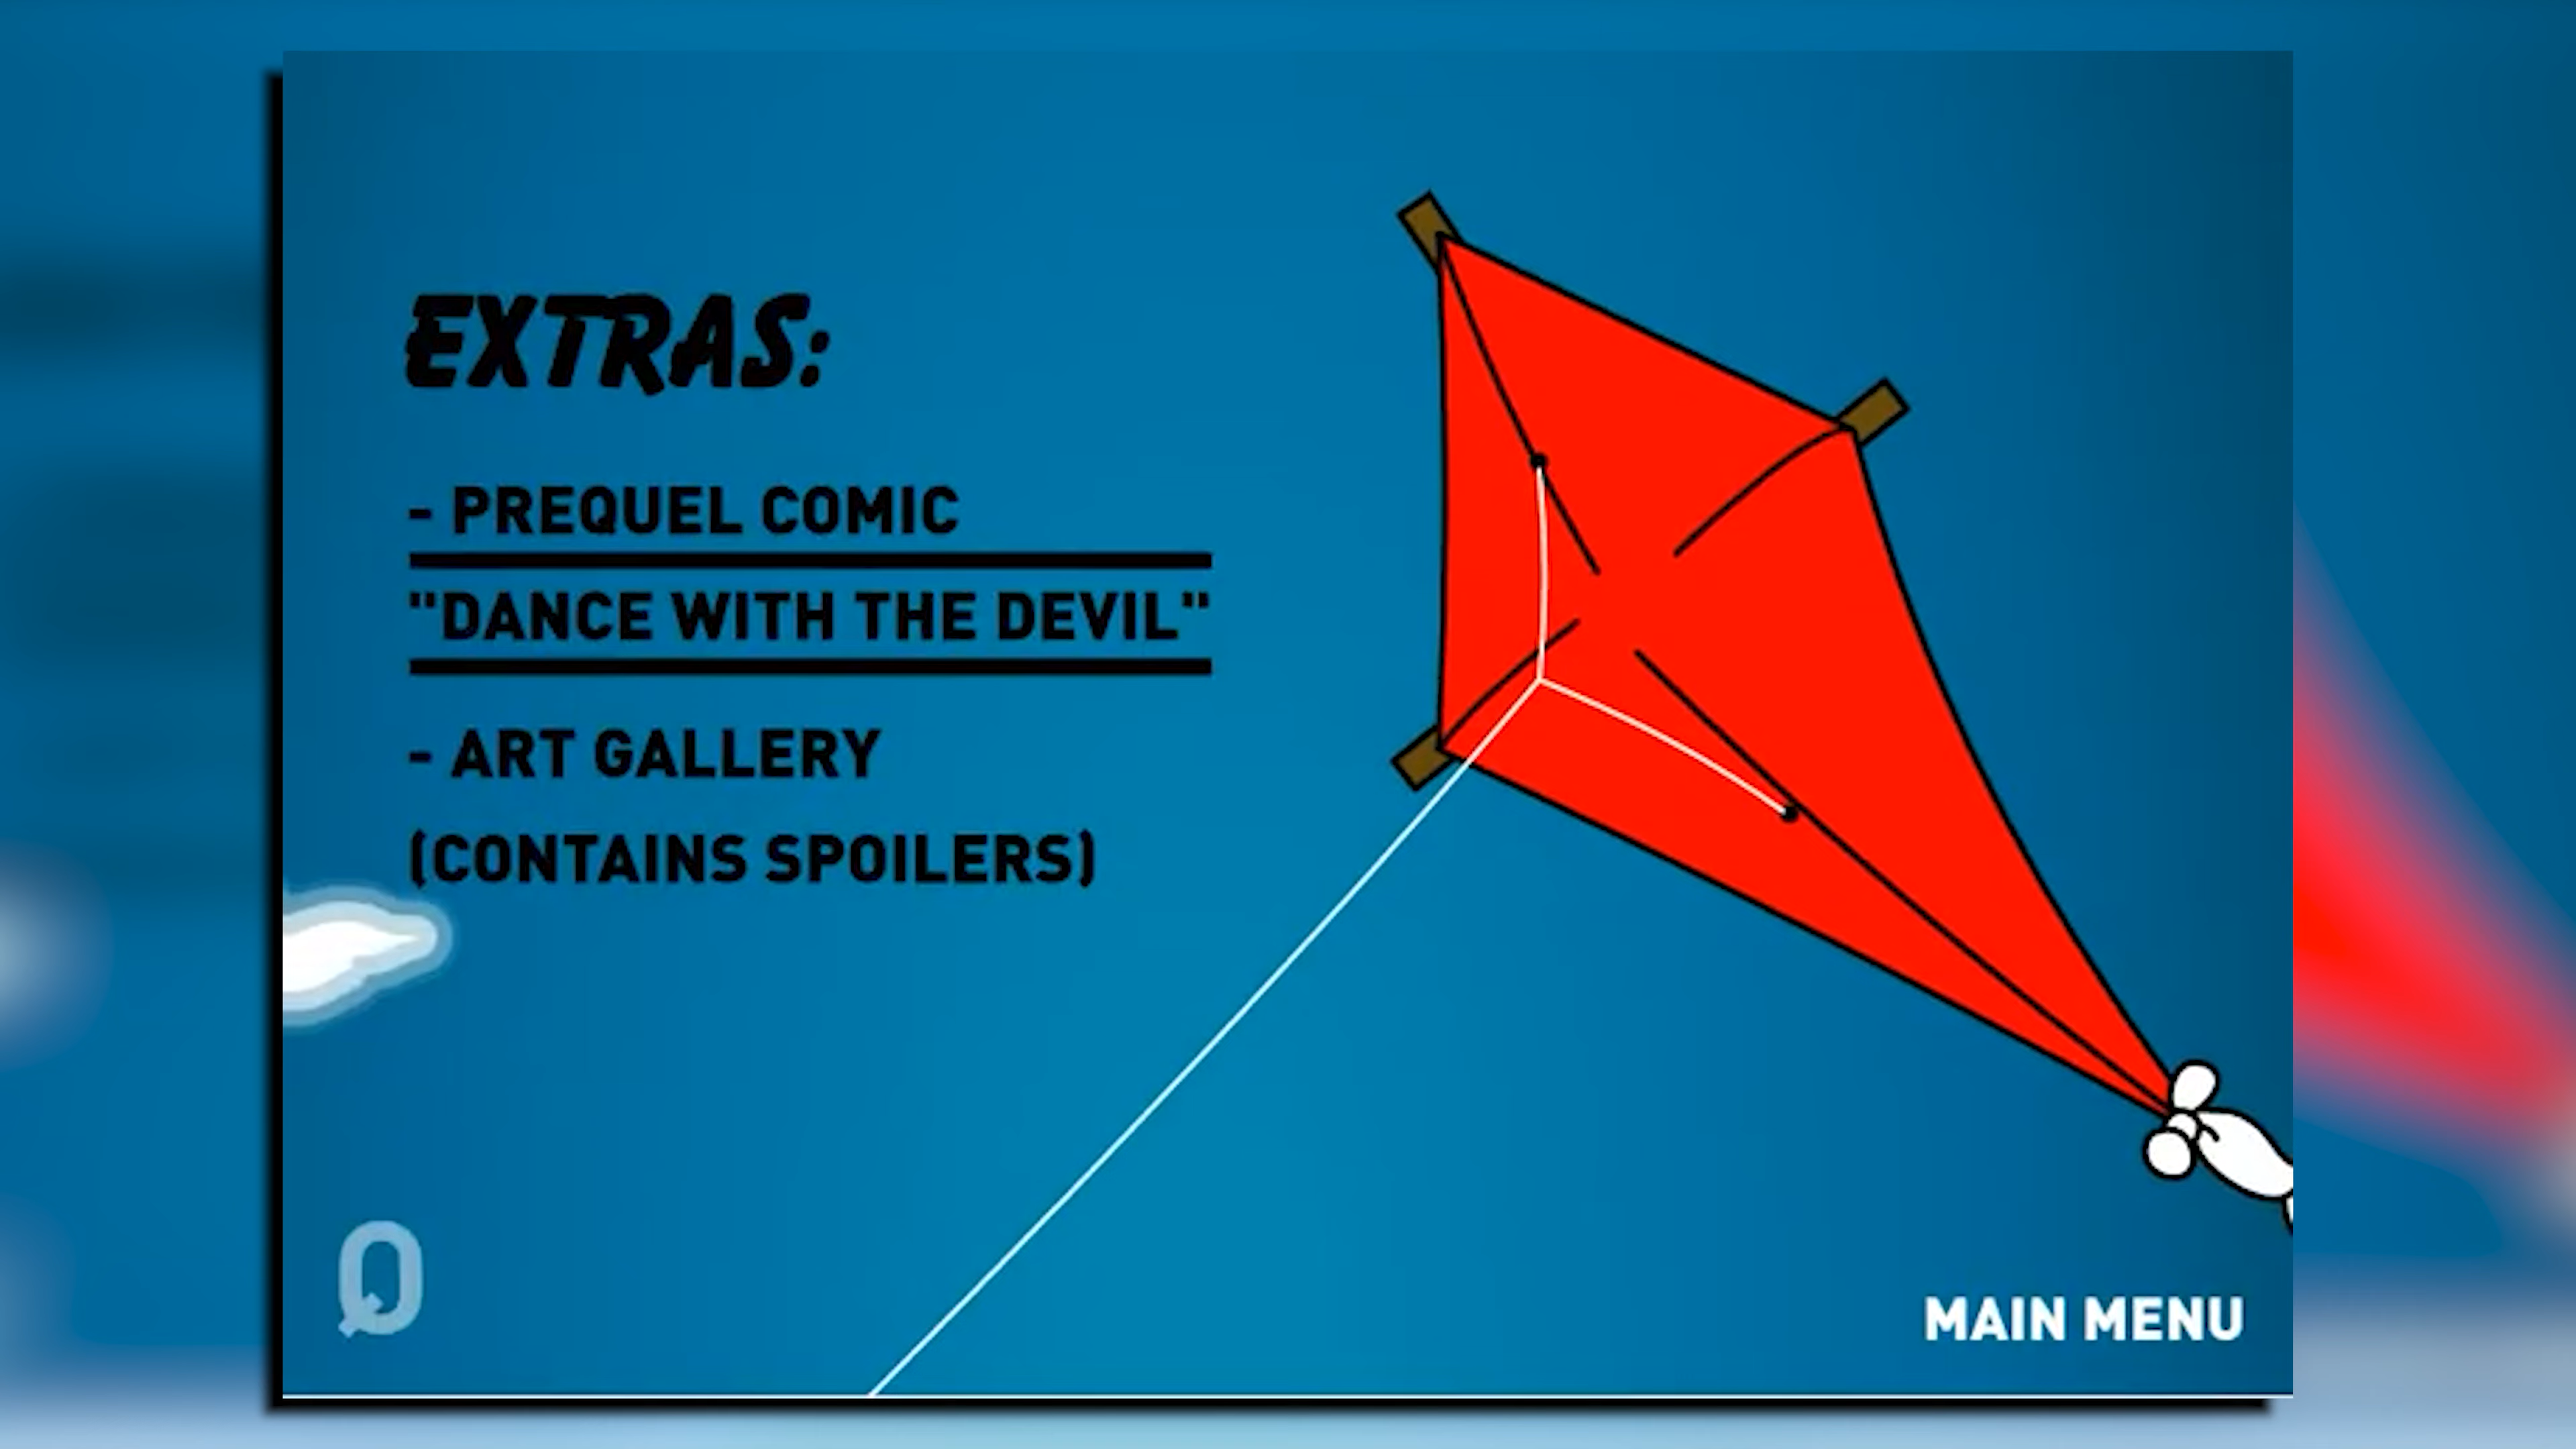 EXTRAS:
- PREQUEL COMIC
"DANCE WITH THE DEVIL"
- ART GALLERY
(CONTAINS SPOILERS)
Q
MAIN MENU